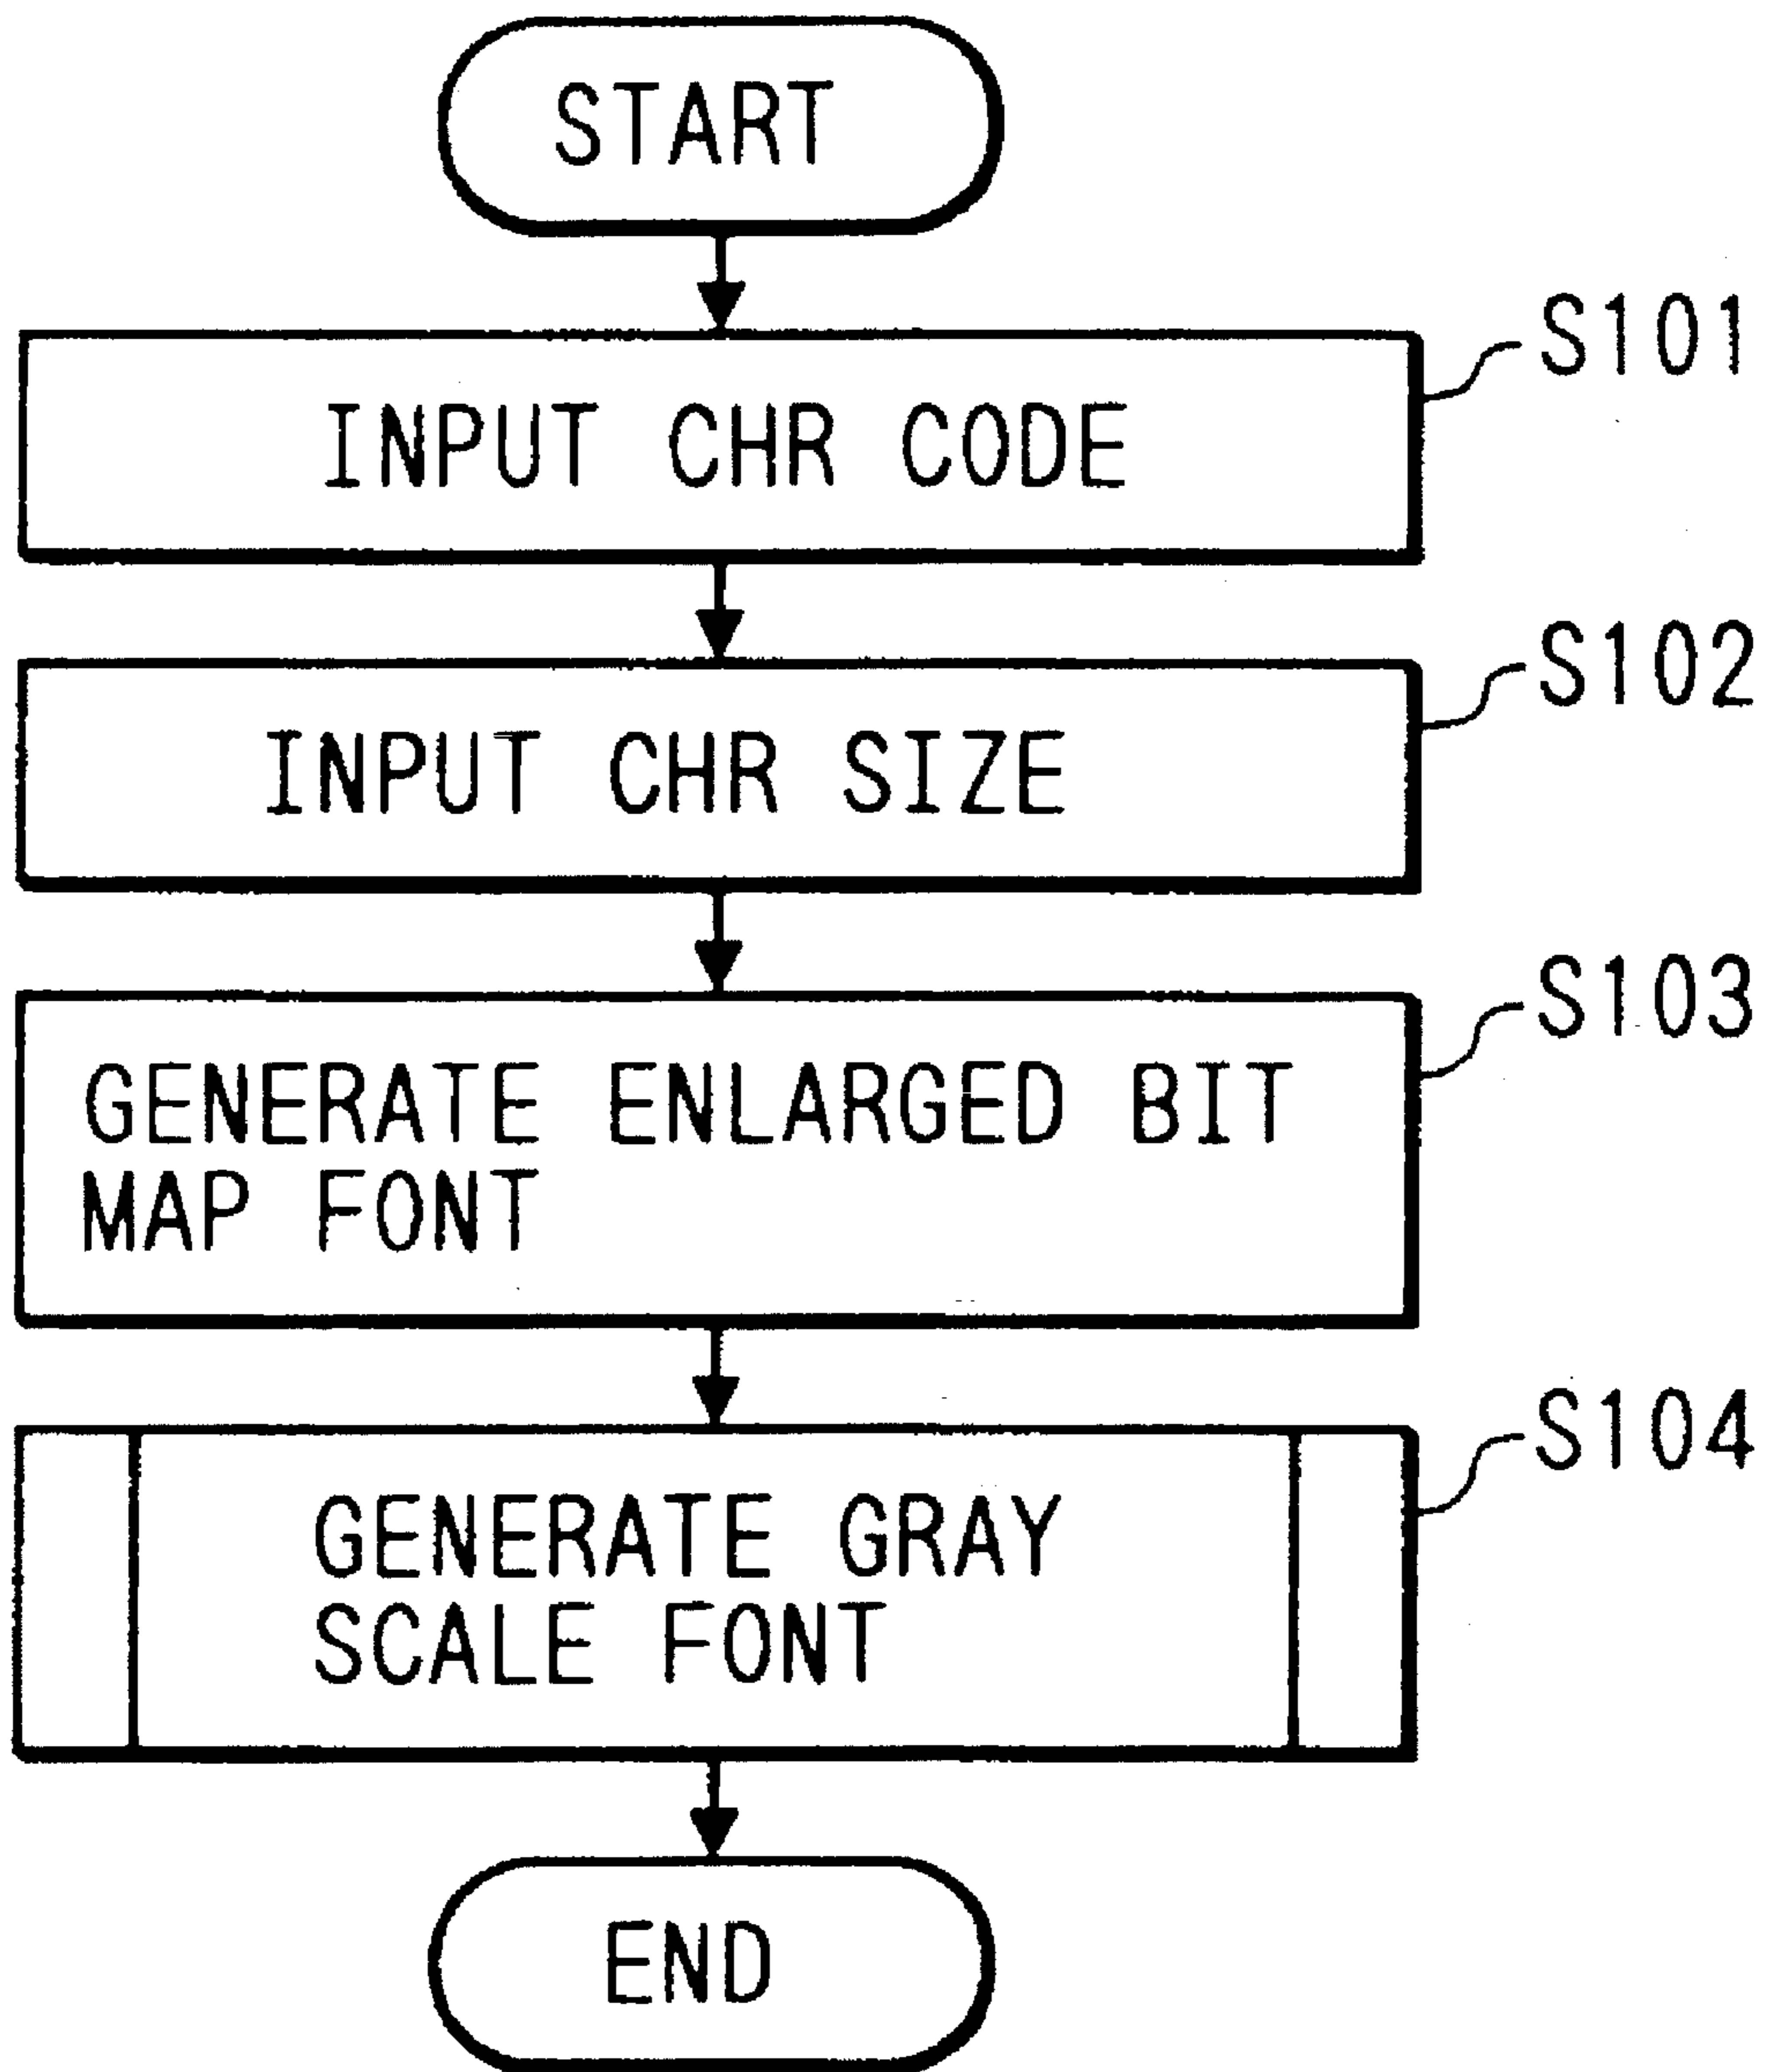 START
S101
INPUT CHR CODE
S102
INPUT CHR SIZE
S103
GENERATE ENLARGED BIT
MAP FONT
S104
GENERATE GRAY
SCALE FONT
END